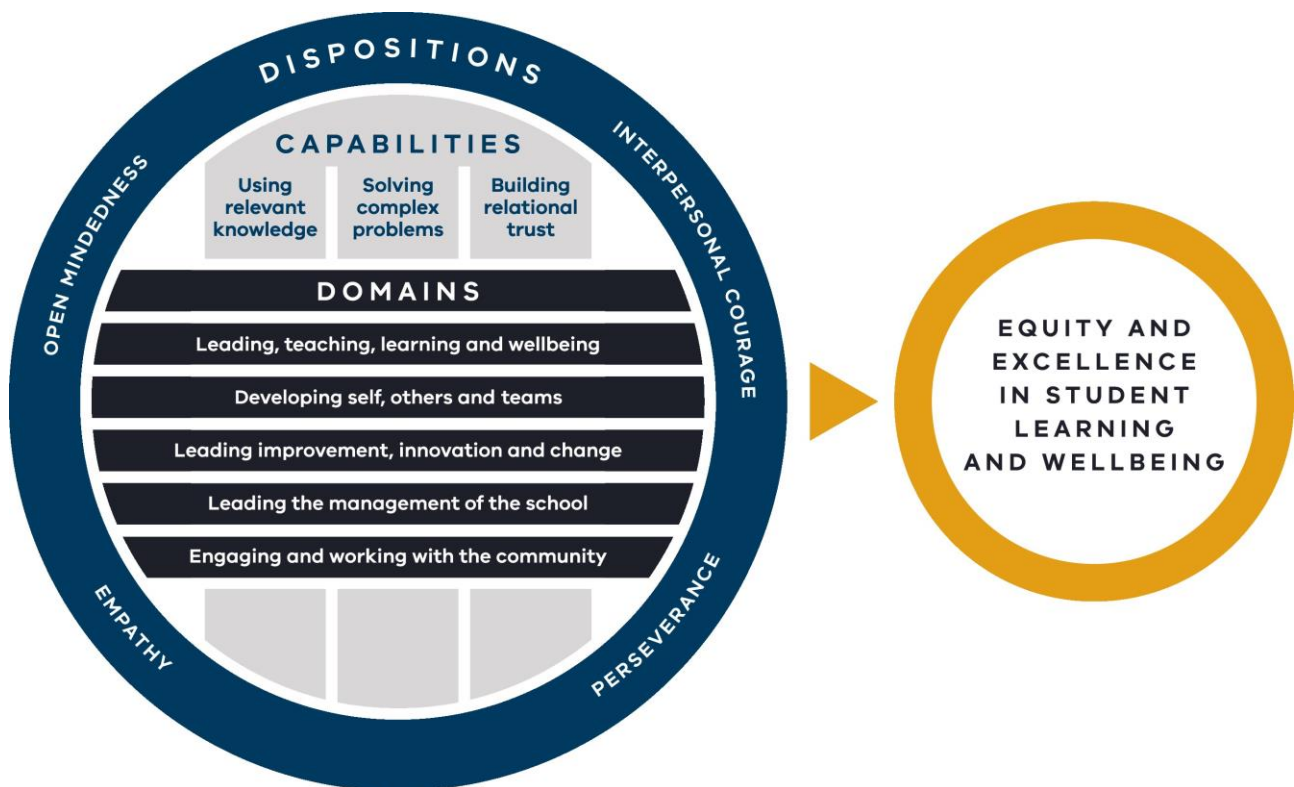 DISPOSITIONS
OPEN MINDEDNESS
INTERPERSONAL COURAGE
EMPATHY
PERSEVERANCE
CAPABILITIES
Using
relevant
knowledge
Solving
complex
problems
Building
relational
trust
DOMAINS
Leading, teaching, learning and wellbeing
Developing self, others and teams
Leading improvement, innovation and change
Leading the management of the school
Engaging and working with the community
EQUITY AND
EXCELLENCE
IN STUDENT
LEARNING
AND WELLBEING